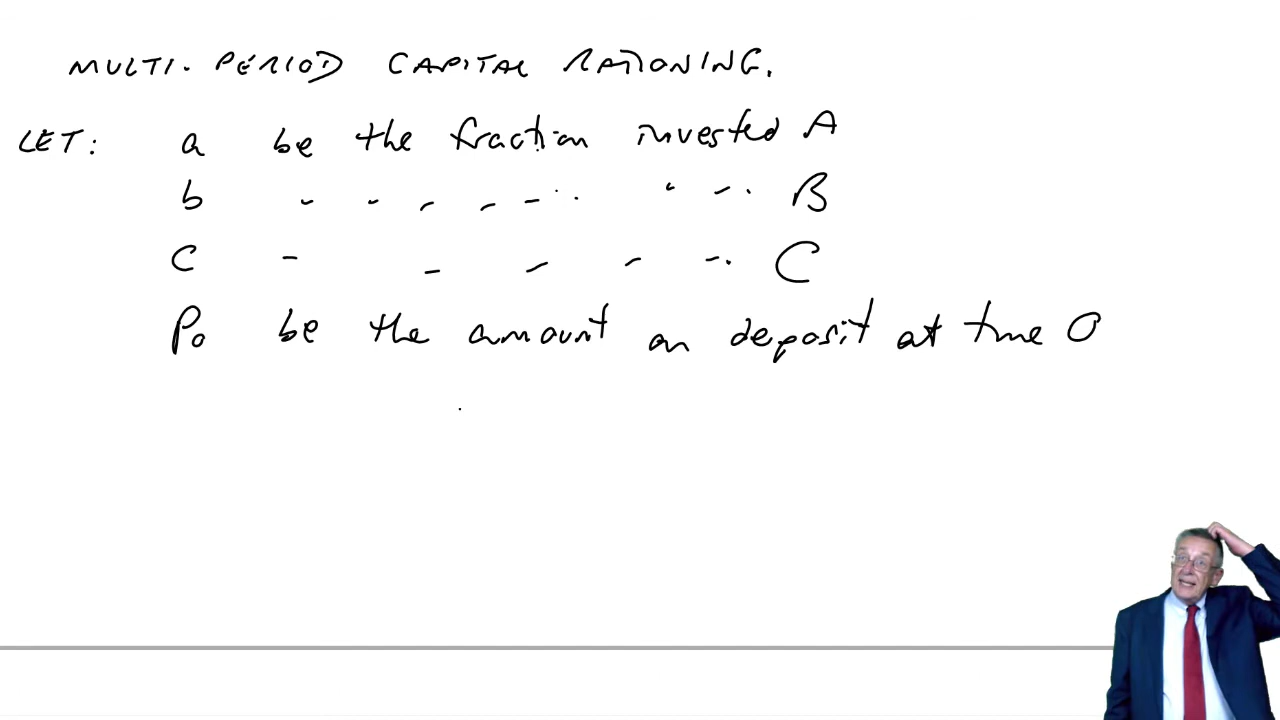 MULTI-PERIOD CAPITAL RATIONING.
LET: a be the fraction invested A
b " " " " " " " B
c " " " " " C
P0 be the amount on deposit at time 0